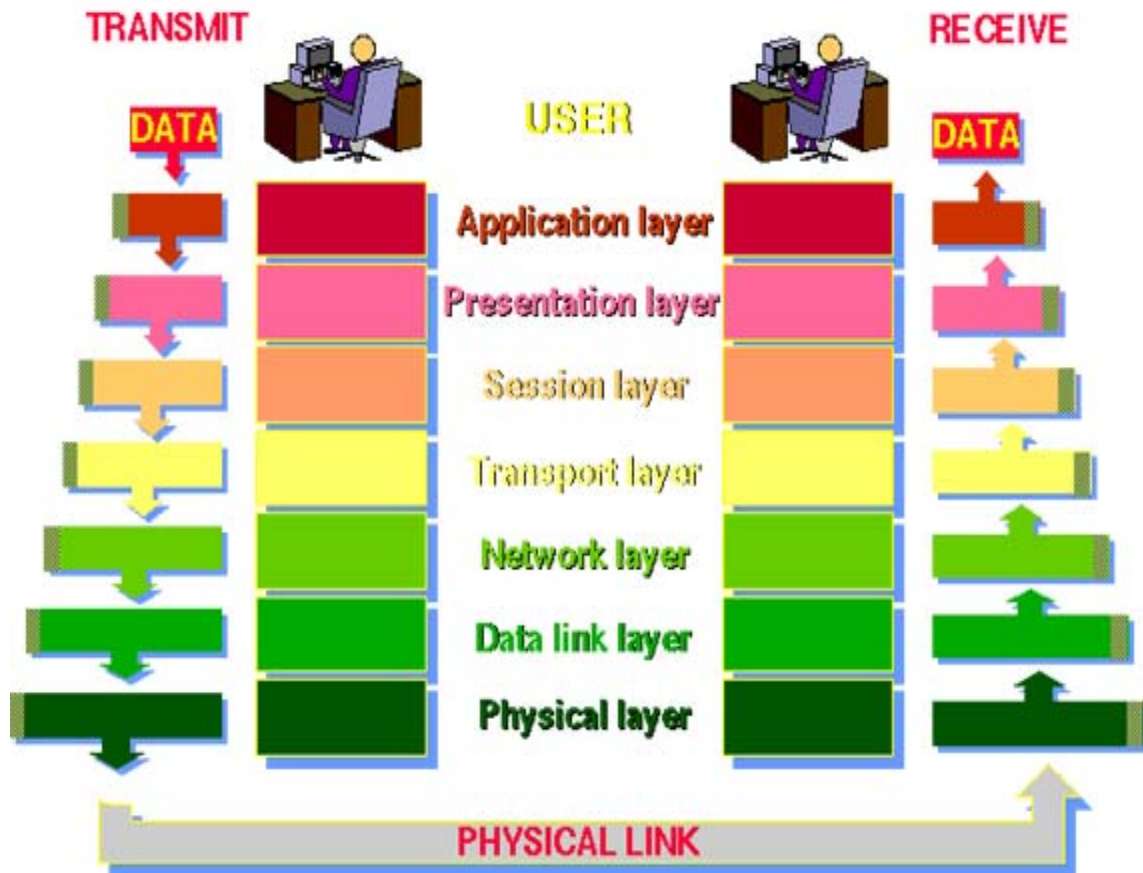 TRANSMIT
RECEIVE
DATA
USER
DATA
Application layer
Presentation layer
Session layer
Transport layer
Network layer
Data link layer
Physical layer
PHYSICAL LINK